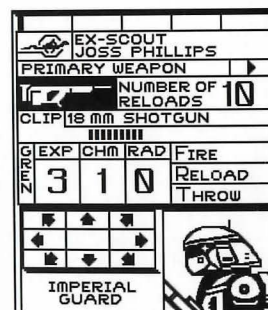 EX-SCOUT
JOSS PHILLIPS
PRIMARY WEAPON
NUMBER OF
RELOADS 10
CLIP 18 MM SHOTGUN
GREEN
EXP CHM RAD
3 1 0
FIRE
RELOAD
THROW
IMPERIAL
GUARD